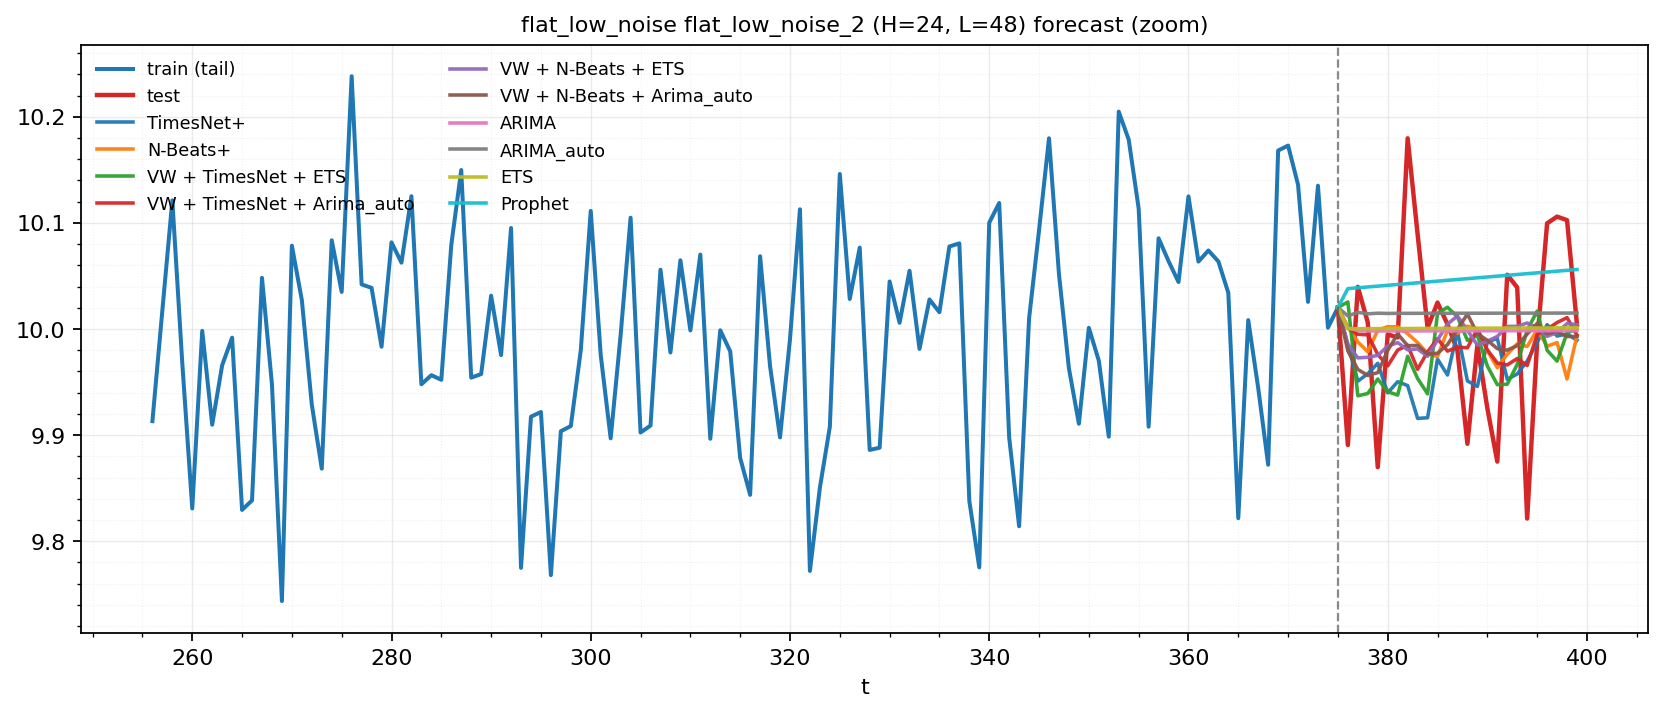 flat_low_noise flat_low_noise_2 (H=24, L=48) forecast (zoom)
train (tail)
test
TimesNet+
N-Beats+
VW + TimesNet + ETS
VW + TimesNet + Arima_auto
VW + N-Beats + ETS
VW + N-Beats + Arima_auto
ARIMA
ARIMA_auto
ETS
Prophet
10.2
10.1
10.0
9.9
9.8
260 280 300 320 340 360 380 400
t